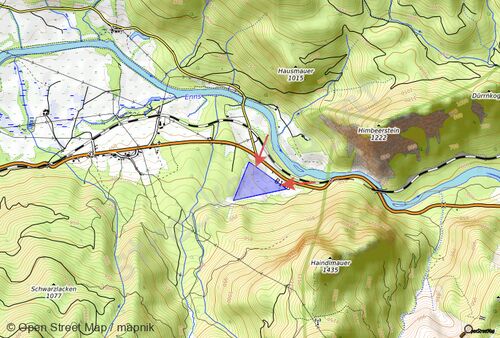 Hausmauer
1015
Dürrnkog
Enns
Himbeerstein
1222
Haindlmauer
1435
Schwarzlacken
1077
© Open Street Map / mapnik